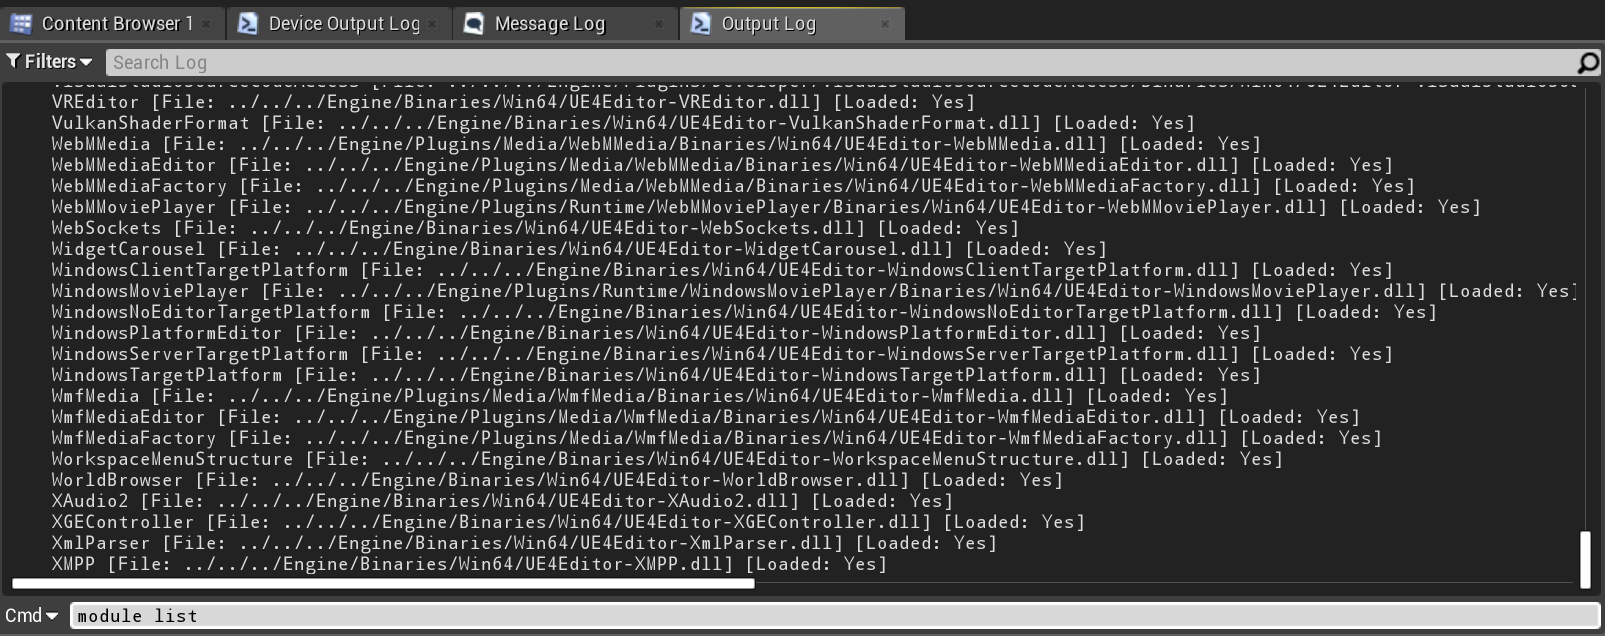 Content Browser 1
Device Output Log
Message Log
Output Log
Filters
Search Log
VREditor [File: ../../../Engine/Binaries/Win64/UE4Editor-VREditor.dll] [Loaded: Yes]
VulkanShaderFormat [File: ../../../Engine/Binaries/Win64/UE4Editor-VulkanShaderFormat.dll] [Loaded: Yes]
WebMMedia [File: ../../../Engine/Plugins/Media/WebMMedia/Binaries/Win64/UE4Editor-WebMMedia.dll] [Loaded: Yes]
WebMMediaEditor [File: ../../../Engine/Plugins/Media/WebMMedia/Binaries/Win64/UE4Editor-WebMMediaEditor.dll] [Loaded: Yes]
WebMMediaFactory [File: ../../../Engine/Plugins/Media/WebMMedia/Binaries/Win64/UE4Editor-WebMMediaFactory.dll] [Loaded: Yes]
WebMMoviePlayer [File: ../../../Engine/Plugins/Runtime/WebMMoviePlayer/Binaries/Win64/UE4Editor-WebMMoviePlayer.dll] [Loaded: Yes]
WebSockets [File: ../../../Engine/Binaries/Win64/UE4Editor-WebSockets.dll] [Loaded: Yes]
WidgetCarousel [File: ../../../Engine/Binaries/Win64/UE4Editor-WidgetCarousel.dll] [Loaded: Yes]
WindowsClientTargetPlatform [File: ../../../Engine/Binaries/Win64/UE4Editor-WindowsClientTargetPlatform.dll] [Loaded: Yes]
WindowsMoviePlayer [File: ../../../Engine/Plugins/Runtime/WindowsMoviePlayer/Binaries/Win64/UE4Editor-WindowsMoviePlayer.dll] [Loaded: Yes]
WindowsNoEditorTargetPlatform [File: ../../../Engine/Binaries/Win64/UE4Editor-WindowsNoEditorTargetPlatform.dll] [Loaded: Yes]
WindowsPlatformEditor [File: ../../../Engine/Binaries/Win64/UE4Editor-WindowsPlatformEditor.dll] [Loaded: Yes]
WindowsServerTargetPlatform [File: ../../../Engine/Binaries/Win64/UE4Editor-WindowsServerTargetPlatform.dll] [Loaded: Yes]
WindowsTargetPlatform [File: ../../../Engine/Binaries/Win64/UE4Editor-WindowsTargetPlatform.dll] [Loaded: Yes]
WmfMedia [File: ../../../Engine/Plugins/Media/WmfMedia/Binaries/Win64/UE4Editor-WmfMedia.dll] [Loaded: Yes]
WmfMediaEditor [File: ../../../Engine/Plugins/Media/WmfMedia/Binaries/Win64/UE4Editor-WmfMediaEditor.dll] [Loaded: Yes]
WmfMediaFactory [File: ../../../Engine/Plugins/Media/WmfMedia/Binaries/Win64/UE4Editor-WmfMediaFactory.dll] [Loaded: Yes]
WorkspaceMenuStructure [File: ../../../Engine/Binaries/Win64/UE4Editor-WorkspaceMenuStructure.dll] [Loaded: Yes]
WorldBrowser [File: ../../../Engine/Binaries/Win64/UE4Editor-WorldBrowser.dll] [Loaded: Yes]
XAudio2 [File: ../../../Engine/Binaries/Win64/UE4Editor-XAudio2.dll] [Loaded: Yes]
XGEController [File: ../../../Engine/Binaries/Win64/UE4Editor-XGEController.dll] [Loaded: Yes]
XmlParser [File: ../../../Engine/Binaries/Win64/UE4Editor-XmlParser.dll] [Loaded: Yes]
XMPP [File: ../../../Engine/Binaries/Win64/UE4Editor-XMPP.dll] [Loaded: Yes]
Cmd
module list